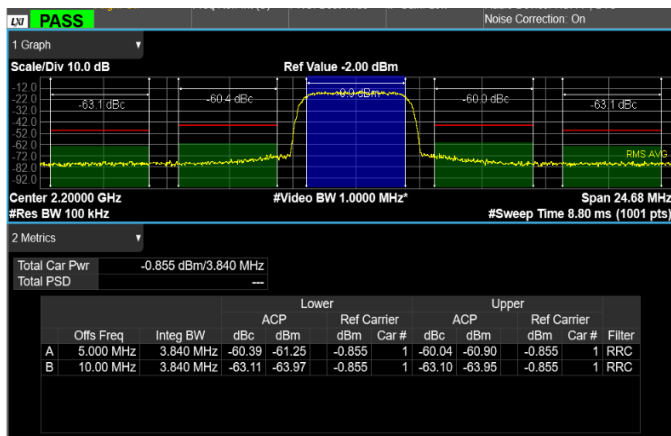 LXI PASS
Noise Correction: On
1 Graph
Scale/Div 10.0 dB
Ref Value -2.00 dBm
-12.0
-22.0
-32.0
-42.0
-52.0
-62.0
-72.0
-82.0
-92.0
-63.1 dBc
-60.4 dBc
-60.0 dBc
-63.1 dBc
RMS AVG
Center 2.20000 GHz
#Video BW 1.0000 MHz*
Span 24.68 MHz
#Res BW 100 kHz
#Sweep Time 8.80 ms (1001 pts)
2 Metrics
Total Car Pwr -0.855 dBm/3.840 MHz
Total PSD ---
Lower Upper
ACP Ref Carrier ACP Ref Carrier
Offs Freq Integ BW dBc dBm dBm Car # dBc dBm dBm Car # Filter
A 5.000 MHz 3.840 MHz -60.39 -61.25 -0.855 1 -60.04 -60.90 -0.855 1 RRC
B 10.00 MHz 3.840 MHz -63.11 -63.97 -0.855 1 -63.10 -63.95 -0.855 1 RRC